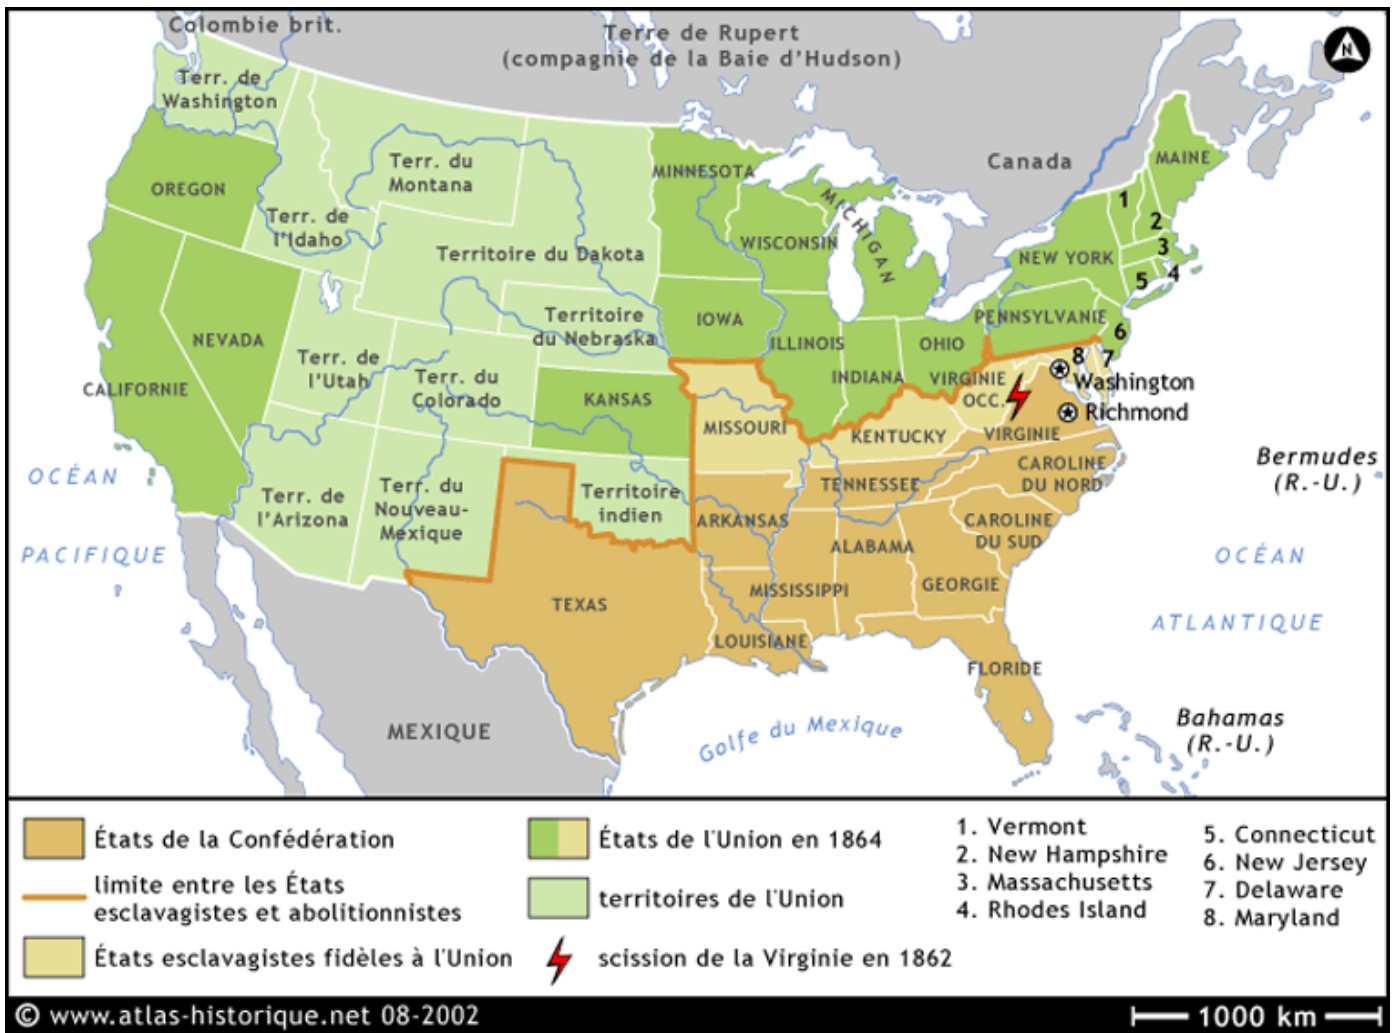 Colombie brit.
Terre de Rupert
(compagnie de la Baie d'Hudson)
N
Terr. de
Washington
Canada
MAINE
Terr. du
Montana
MINNESOTA
OREGON
MICHIGAN
1
2
Terr. de
l'Idaho
Territoire du Dakota
WISCONSIN
NEW YORK
3
4
5
Territoire
du Nebraska
IOWA
PENNSYLVANIE
6
NEVADA
ILLINOIS
OHIO
8
7
Terr. de
l'Utah
Terr. du
Colorado
INDIANA
VIRGINIE
OCC.
Washington
CALIFORNIE
KANSAS
Richmond
MISSOURI
KENTUCKY
VIRGINIE
OCÉAN
PACIFIQUE
Terr. de
l'Arizona
Terr. du
Nouveau-
Mexique
Territoire
indien
TENNESSEE
CAROLINE
DU NORD
Bermudes
(R.-U.)
ARKANSAS
CAROLINE
DU SUD
ALABAMA
OCÉAN
ATLANTIQUE
TEXAS
MISSISSIPPI
GEORGIE
LOUISIANE
FLORIDE
MEXIQUE
Golfe du Mexique
Bahamas
(R.-U.)
États de la Confédération
limite entre les États
esclavagistes et abolitionnistes
États esclavagistes fidèles à l'Union
États de l'Union en 1864
territoires de l'Union
scission de la Virginie en 1862
1. Vermont
2. New Hampshire
3. Massachusetts
4. Rhodes Island
5. Connecticut
6. New Jersey
7. Delaware
8. Maryland
© www.atlas-historique.net 08-2002
1000 km